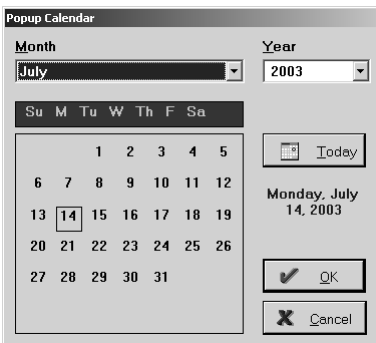 Popup Calendar
Month
Year
July
2003
Su M Tu W Th F Sa
1 2 3 4 5
Today
6 7 8 9 10 11 12
Monday, July
14, 2003
13 14 15 16 17 18 19
20 21 22 23 24 25 26
27 28 29 30 31
OK
Cancel